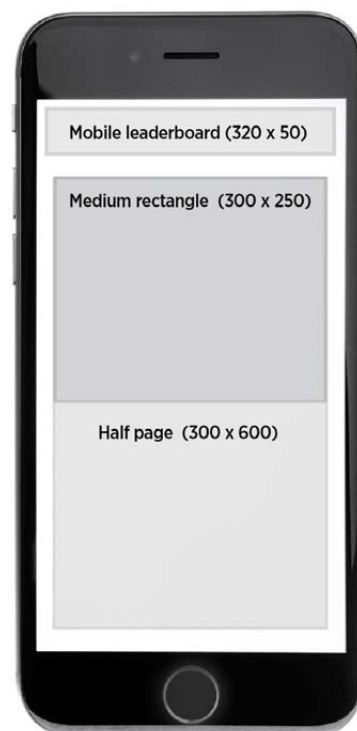 Mobile leaderboard (320 x 50)
Medium rectangle (300 x 250)
Half page (300 x 600)